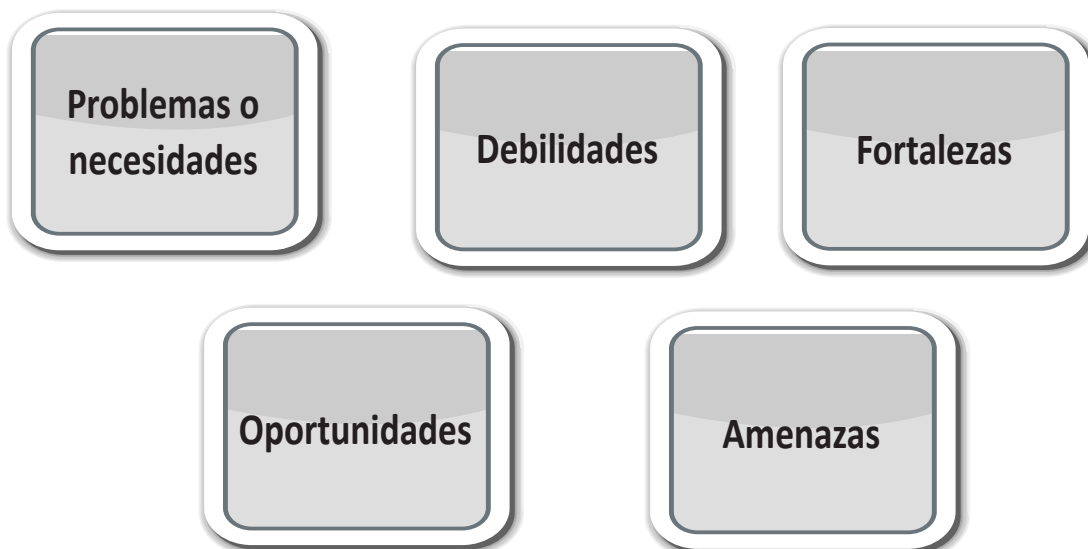 Problemas o
necesidades
Debilidades
Fortalezas
Oportunidades
Amenazas